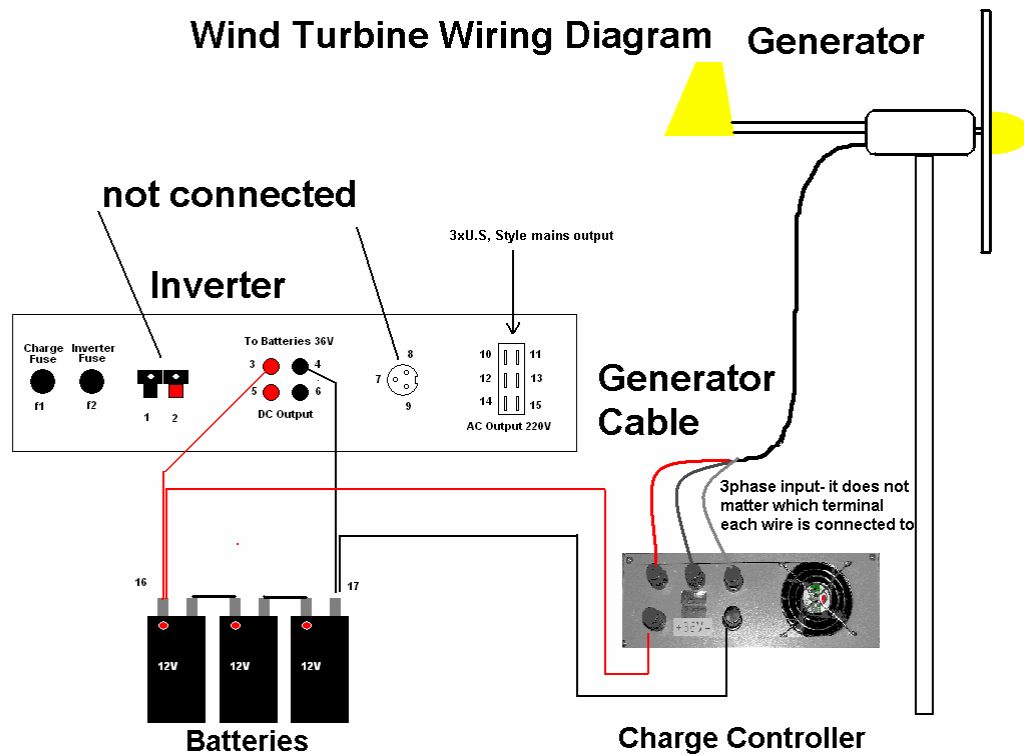 Wind Turbine Wiring Diagram
Generator
not connected
3xU.S, Style mains output
Inverter
Charge
Fuse
Inverter
Fuse
To Batteries 36V
8
3
4
10
11
7
12
13
5
6
f1
f2
1
2
DC Output
9
14
15
AC Output 220V
Generator
Cable
3phase input- it does not
matter which terminal
each wire is connected to
16
17
+36V-
12V
12V
12V
Batteries
Charge Controller